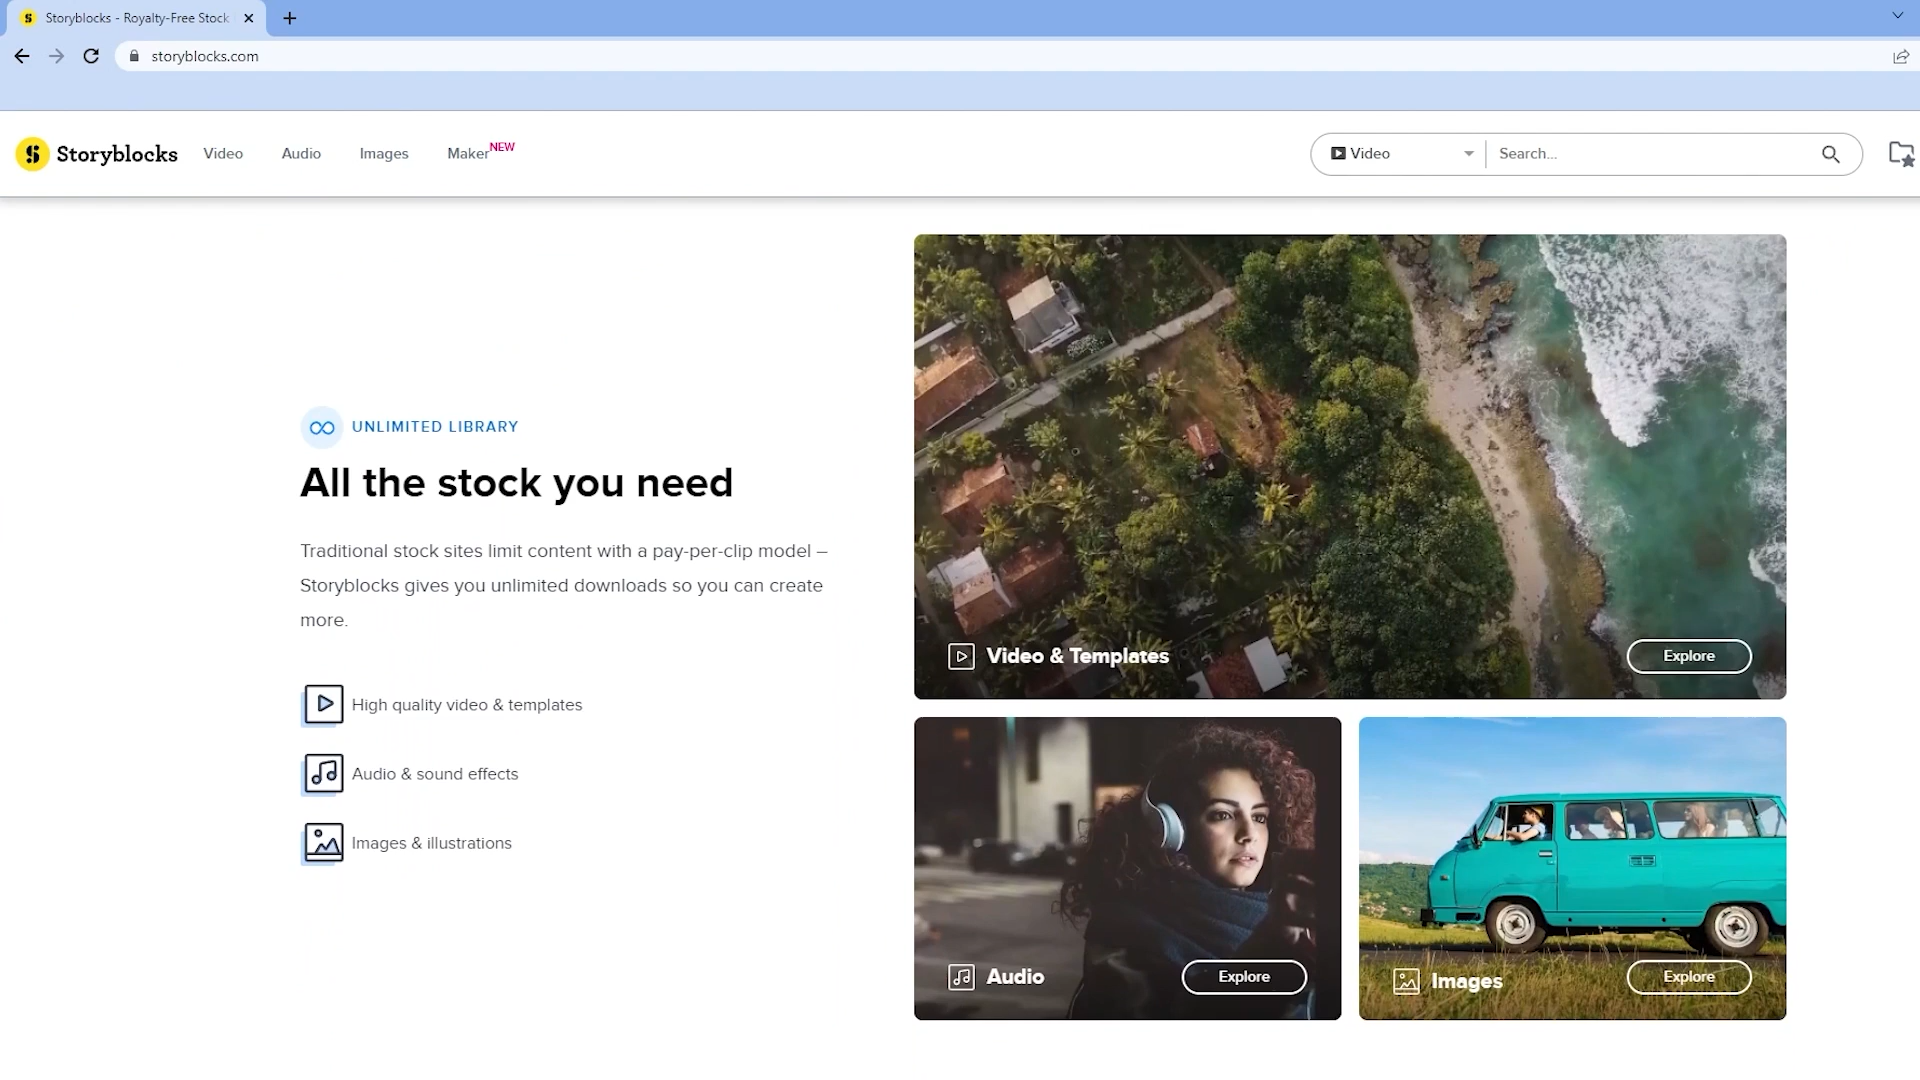 Storyblocks - Royalty-Free Stock
storyblocks.com
Storyblocks
Video
Audio
Images
Maker NEW
Video
Search...
UNLIMITED LIBRARY
All the stock you need
Traditional stock sites limit content with a pay-per-clip model –
Storyblocks gives you unlimited downloads so you can create
more.
High quality video & templates
Audio & sound effects
Images & illustrations
Video & Templates
Explore
Audio
Explore
Images
Explore